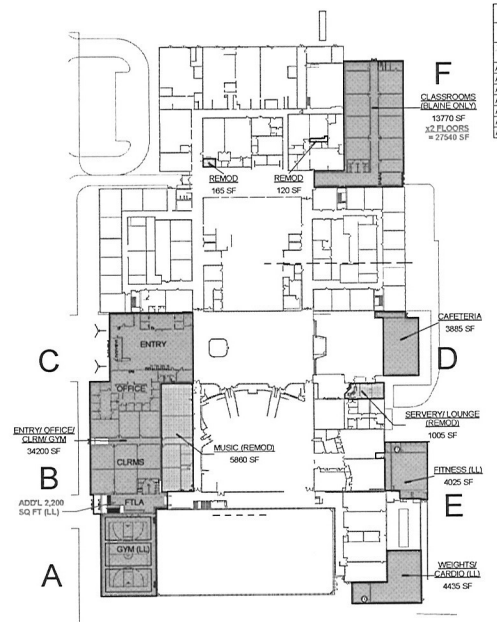 F
CLASSROOMS
(BLAINE ONLY)
13770 SF
x2 FLOORS
= 27540 SF
REMOD
165 SF
REMOD
120 SF
CAFETERIA
3885 SF
ENTRY
C
D
OFFICE
SERVERY/ LOUNGE
(REMOD)
1005 SF
ENTRY/ OFFICE/
CLRM/ GYM
34200 SF
MUSIC (REMOD)
5860 SF
CLRMS
FITNESS (LL)
4025 SF
B
ADD'L 2,200
SQ FT (LL)
FTLA
E
GYM (LL)
A
WEIGHTS/
CARDIO (LL)
4435 SF